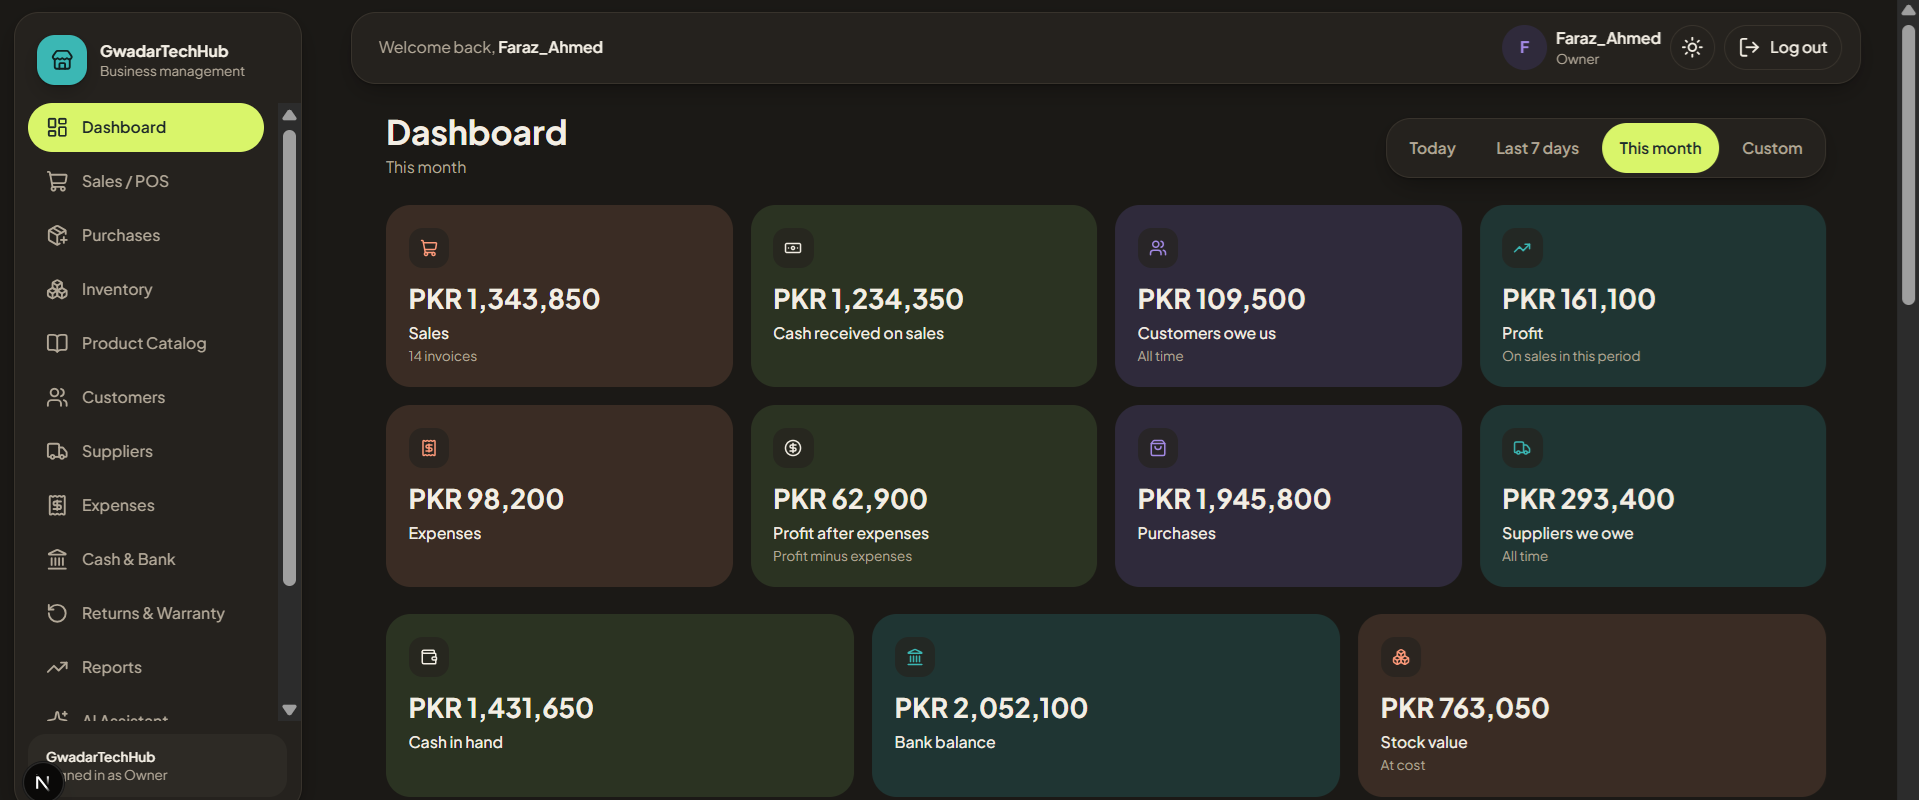 GwadarTechHub
Business management
Dashboard
Sales / POS
Purchases
Inventory
Product Catalog
Customers
Suppliers
Expenses
Cash & Bank
Returns & Warranty
Reports
AI Assistant
GwadarTechHub
gned in as Owner
N
Welcome back, Faraz_Ahmed
F
Faraz_Ahmed
Owner
Log out
Dashboard
This month
Today
Last 7 days
This month
Custom
PKR 1,343,850
Sales
14 invoices
PKR 1,234,350
Cash received on sales
PKR 109,500
Customers owe us
All time
PKR 161,100
Profit
On sales in this period
PKR 98,200
Expenses
PKR 62,900
Profit after expenses
Profit minus expenses
PKR 1,945,800
Purchases
PKR 293,400
Suppliers we owe
All time
PKR 1,431,650
Cash in hand
PKR 2,052,100
Bank balance
PKR 763,050
Stock value
At cost